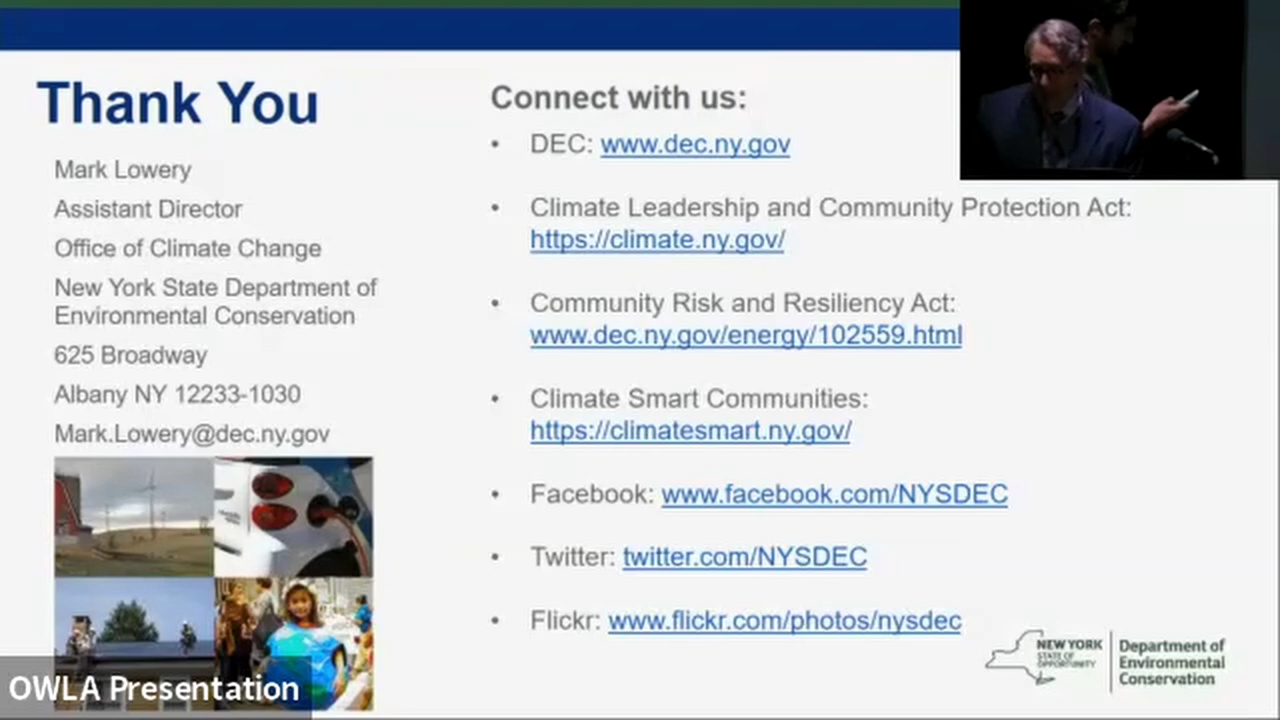 Thank You
Mark Lowery
Assistant Director
Office of Climate Change
New York State Department of
Environmental Conservation
625 Broadway
Albany NY 12233-1030
Mark.Lowery@dec.ny.gov
Connect with us:
• DEC: www.dec.ny.gov
• Climate Leadership and Community Protection Act:
https://climate.ny.gov/
• Community Risk and Resiliency Act:
www.dec.ny.gov/energy/102559.html
• Climate Smart Communities:
https://climatesmart.ny.gov/
• Facebook: www.facebook.com/NYSDEC
• Twitter: twitter.com/NYSDEC
• Flickr: www.flickr.com/photos/nysdec
NEW YORK
STATE OF
OPPORTUNITY
Department of
Environmental
Conservation
OWLA Presentation